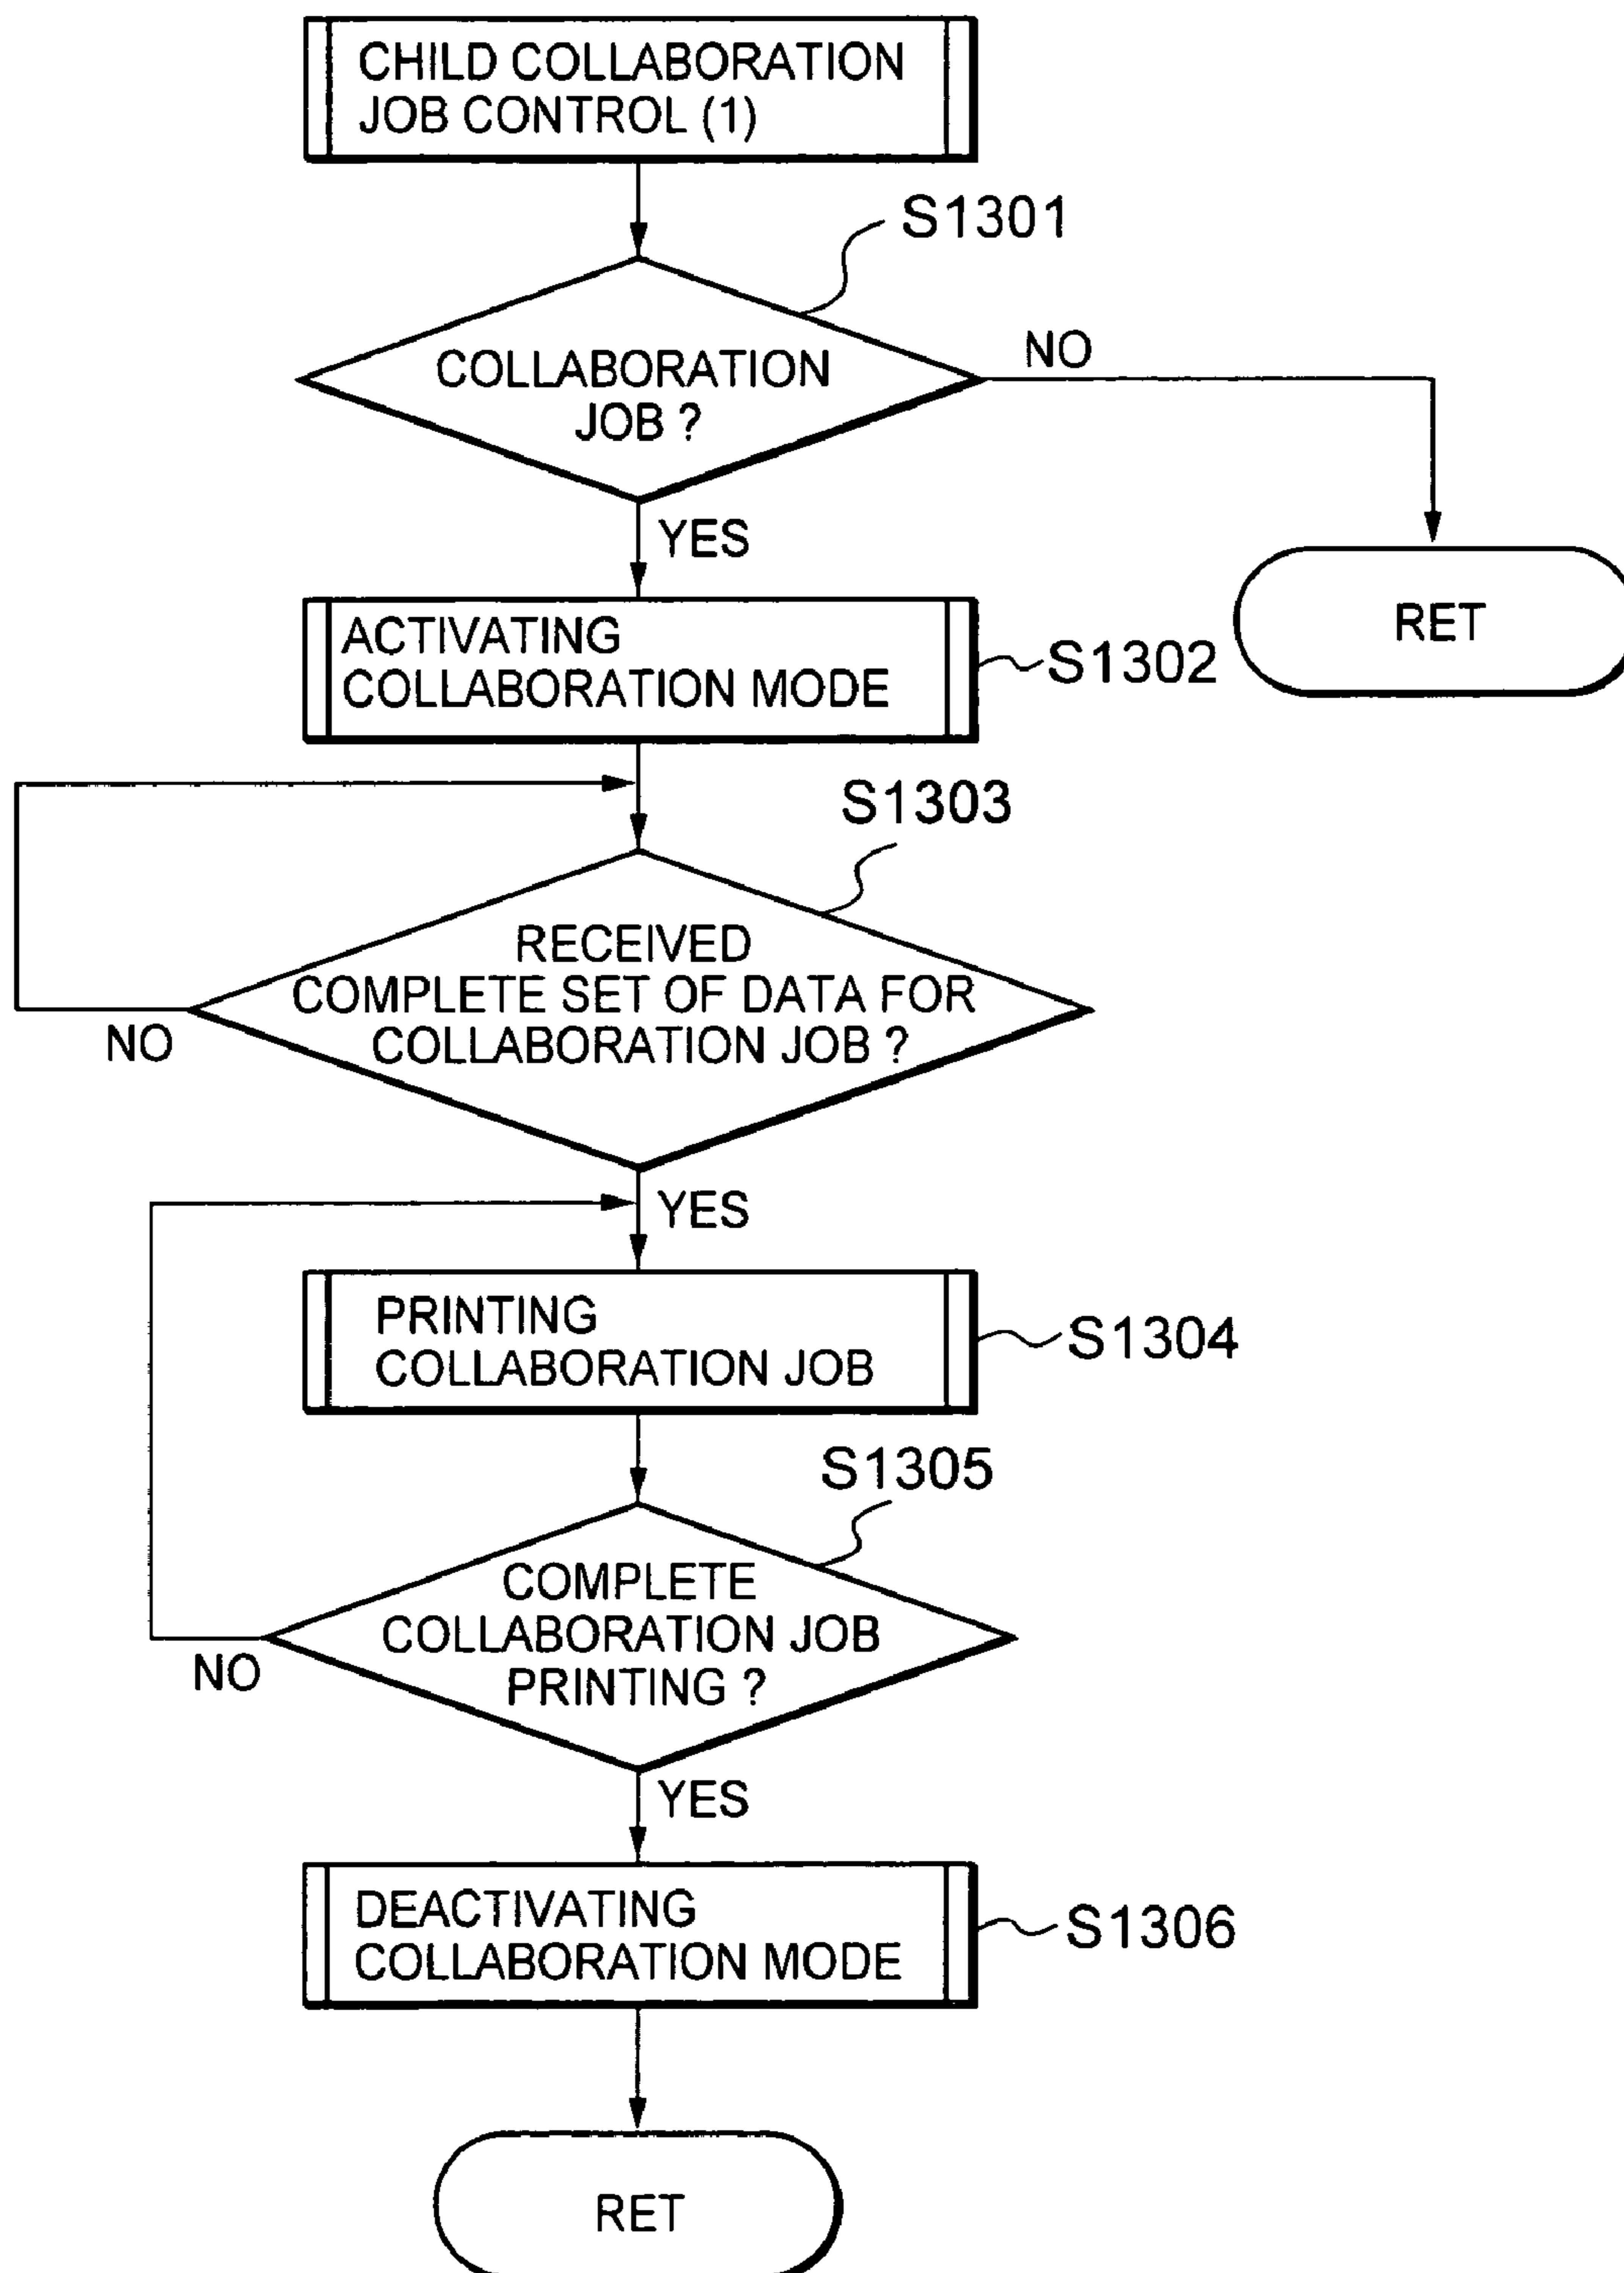 CHILD COLLABORATION
JOB CONTROL (1)
S1301
COLLABORATION
JOB ?
NO
YES
RET
ACTIVATING
COLLABORATION MODE
S1302
S1303
RECEIVED
COMPLETE SET OF DATA FOR
COLLABORATION JOB ?
NO
YES
PRINTING
COLLABORATION JOB
S1304
S1305
COMPLETE
COLLABORATION JOB
PRINTING ?
NO
YES
DEACTIVATING
COLLABORATION MODE
S1306
RET